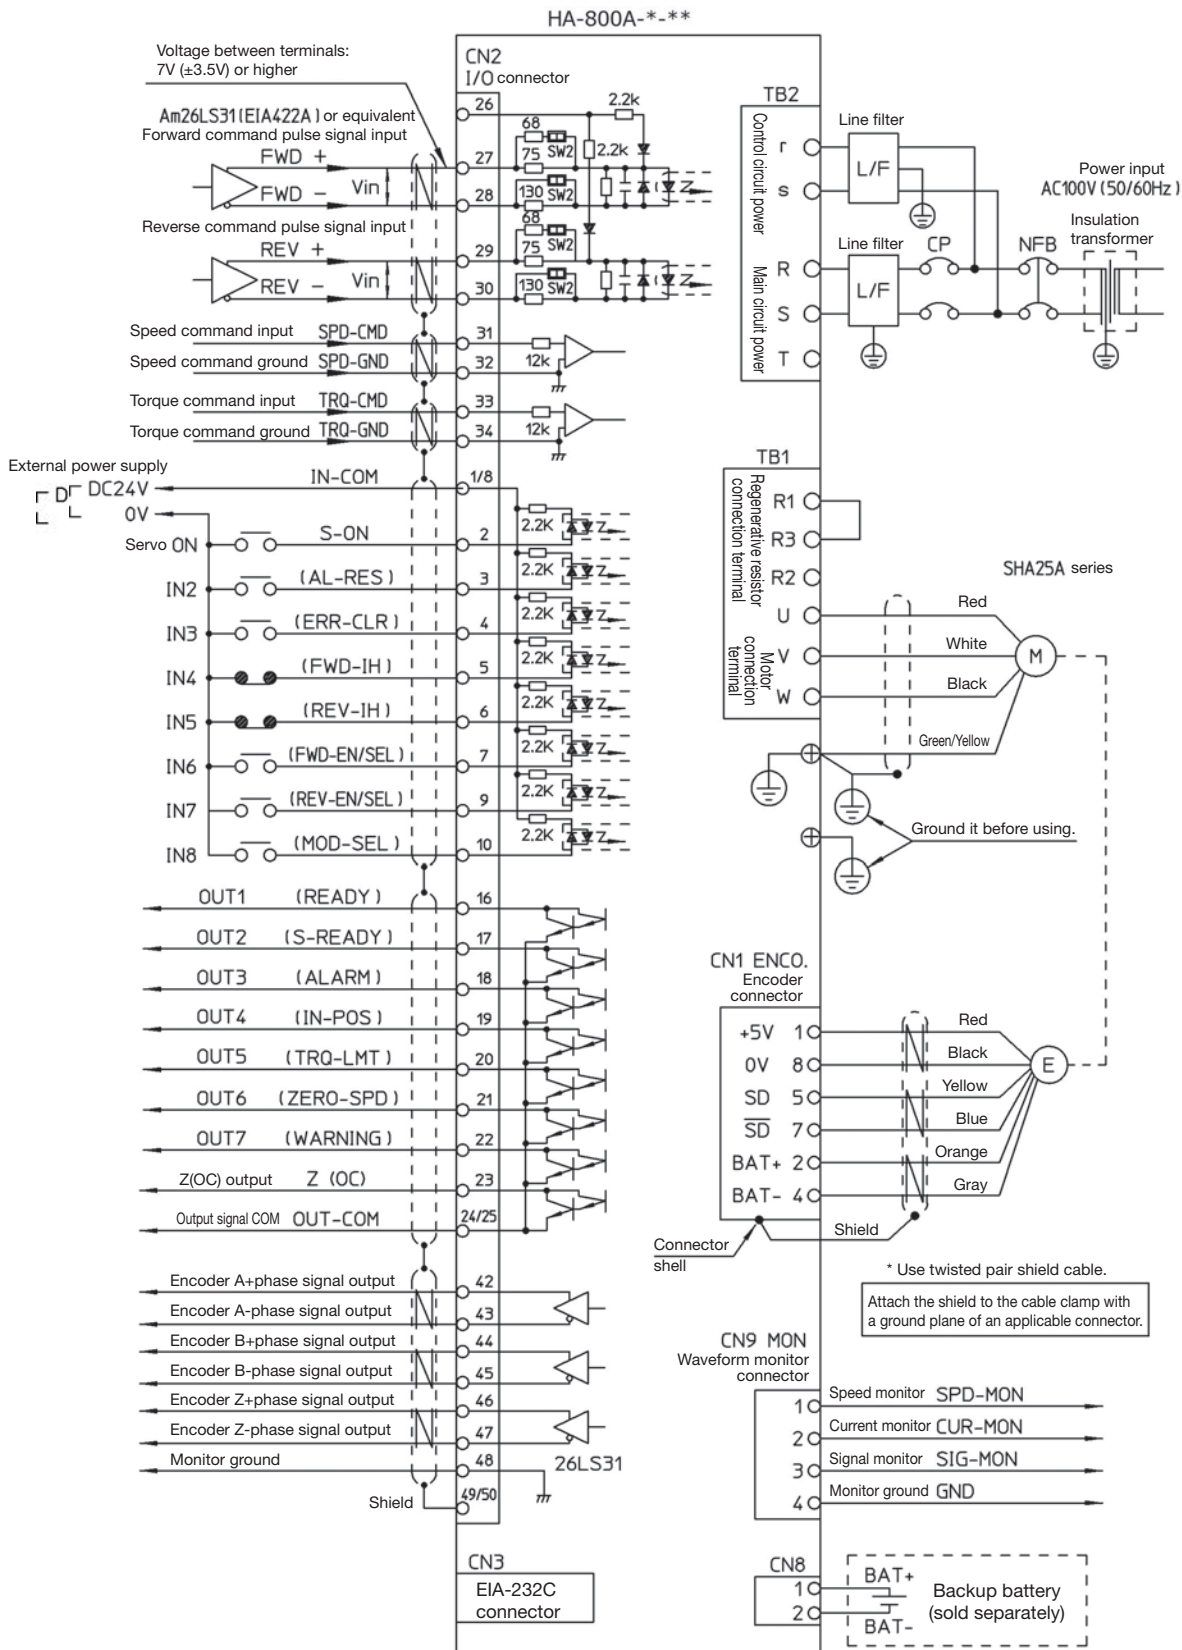 HA-800A-*-**
Voltage between terminals:
7V (±3.5V) or higher
CN2
I/O connector
Am26LS31(EIA422A) or equivalent
Forward command pulse signal input
FWD +
Vin
FWD -
Reverse command pulse signal input
REV +
Vin
REV -
26
2.2k
68
SW2
2.2k
27
75
28
130
SW2
68
SW2
29
75
30
130
SW2
Speed command input SPD-CMD
31
Speed command ground SPD-GND
32
12k
Torque command input TRQ-CMD
33
Torque command ground TRQ-GND
34
12k
External power supply
DC24V
0V
IN-COM
1/8
Servo ON
S-ON
2
2.2K
IN2
(AL-RES)
3
2.2K
IN3
(ERR-CLR)
4
2.2K
IN4
(FWD-IH)
5
2.2K
IN5
(REV-IH)
6
2.2K
IN6
(FWD-EN/SEL)
7
2.2K
IN7
(REV-EN/SEL)
9
2.2K
IN8
(MOD-SEL)
10
2.2K
OUT1 (READY)
16
OUT2 (S-READY)
17
OUT3 (ALARM)
18
OUT4 (IN-POS)
19
OUT5 (TRQ-LMT)
20
OUT6 (ZERO-SPD)
21
OUT7 (WARNING)
22
Z(OC) output Z (OC)
23
Output signal COM OUT-COM
24/25
Encoder A+phase signal output
42
Encoder A-phase signal output
43
Encoder B+phase signal output
44
Encoder B-phase signal output
45
Encoder Z+phase signal output
46
Encoder Z-phase signal output
47
Monitor ground
48
26LS31
Shield
49/50
CN3
EIA-232C
connector
TB2
Control circuit power
r
s
Main circuit power
R
S
T
Line filter
L/F
Line filter
L/F
CP
NFB
Power input
AC100V (50/60Hz)
Insulation
transformer
TB1
Regenerative resistor
connection terminal
R1
R3
R2
Motor
connection
terminal
U
V
W
SHA25A series
Red
White
Black
Green/Yellow
M
Ground it before using.
CN1 ENCO.
Encoder
connector
+5V 1
0V 8
SD 5
S̅D̅ 7
BAT+ 2
BAT- 4
Red
Black
Yellow
Blue
Orange
Gray
E
Connector
shell
Shield
* Use twisted pair shield cable.
Attach the shield to the cable clamp with
a ground plane of an applicable connector.
CN9 MON
Waveform monitor
connector
1
Speed monitor SPD-MON
2
Current monitor CUR-MON
3
Signal monitor SIG-MON
4
Monitor ground GND
CN8
1
2
BAT+
BAT-
Backup battery
(sold separately)